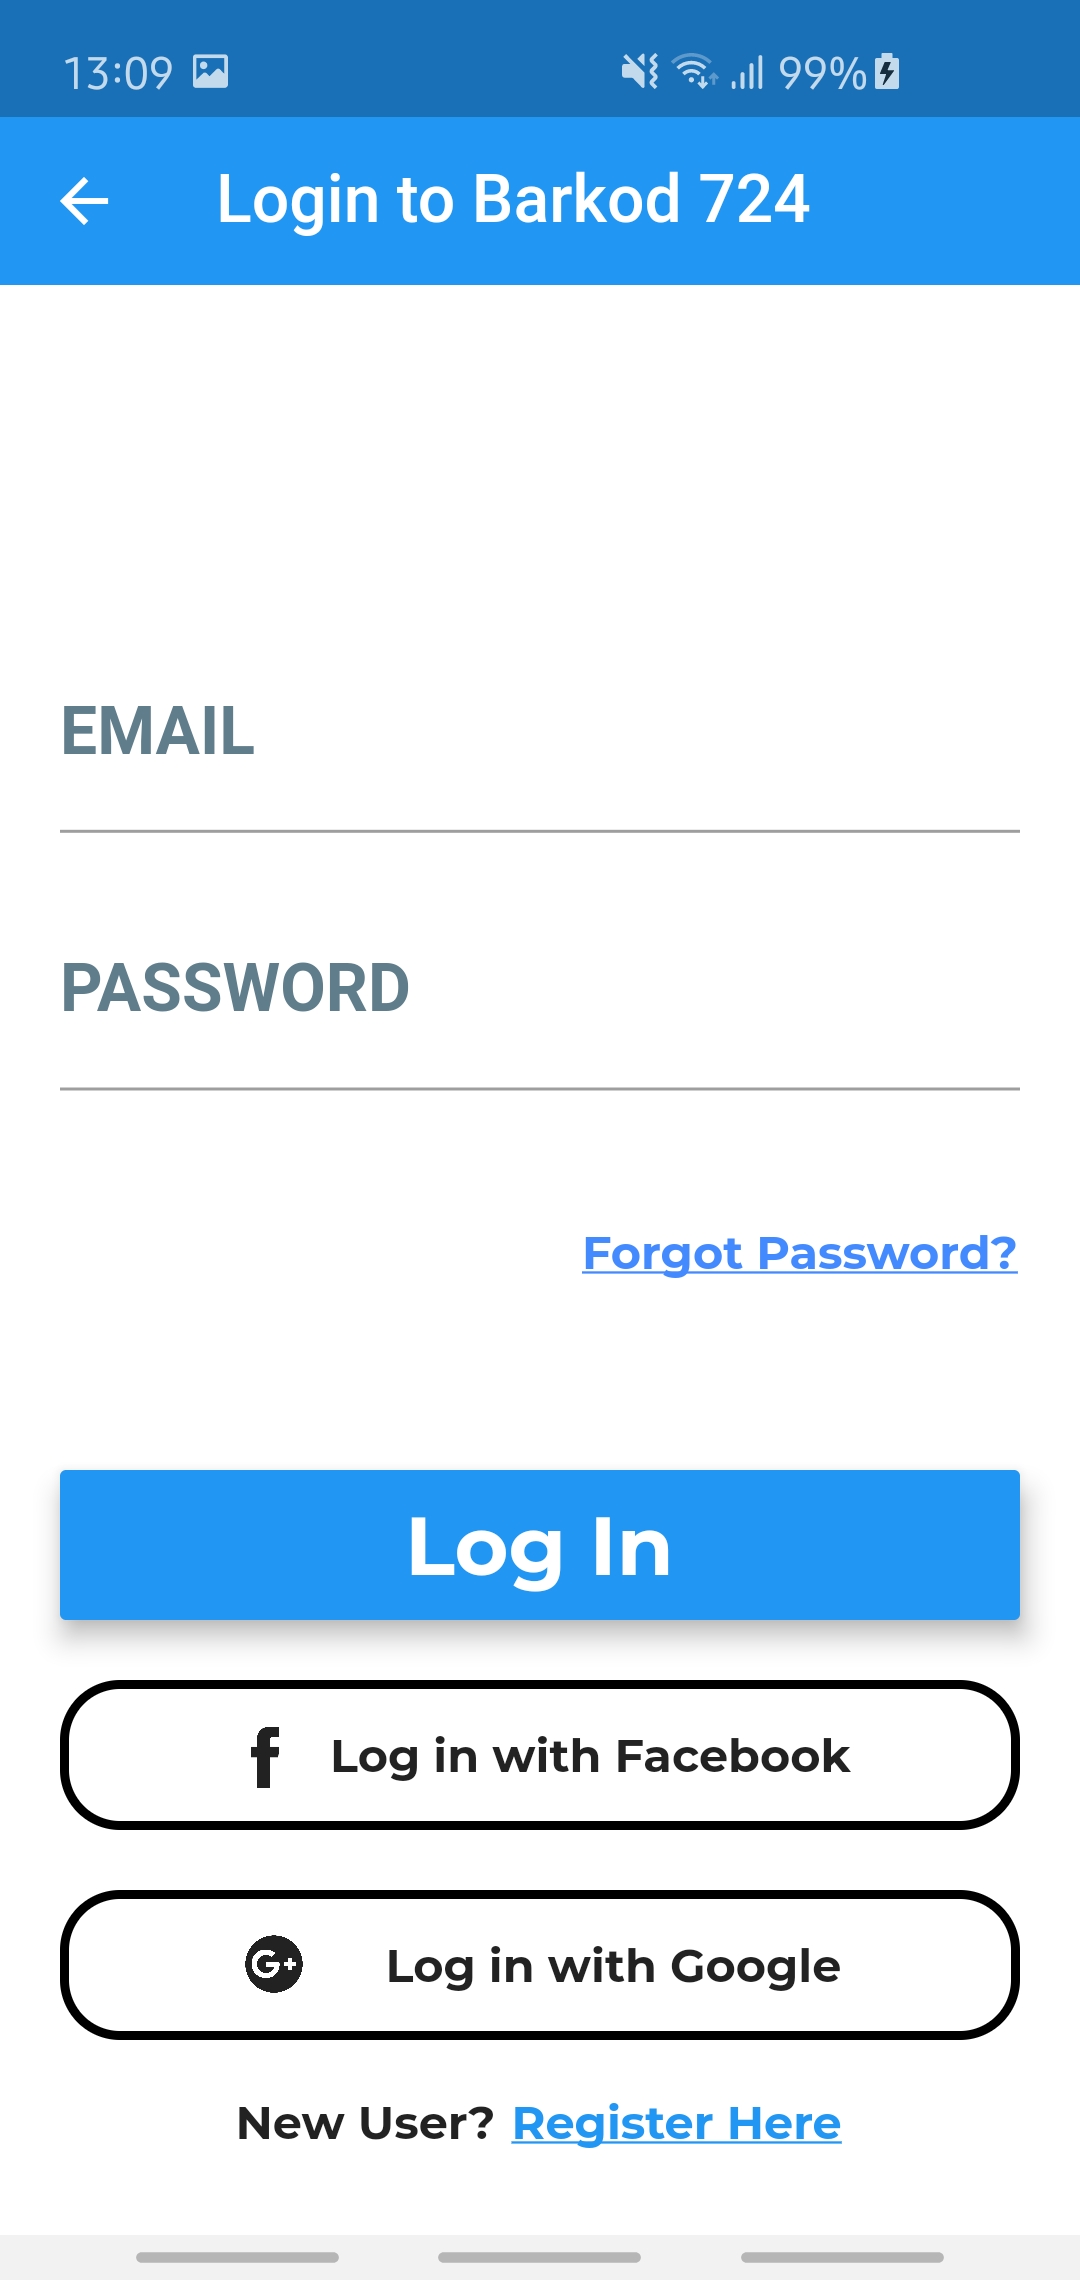 13:09 99%
Login to Barkod 724
EMAIL
PASSWORD
Forgot Password?
Log In
f Log in with Facebook
G+ Log in with Google
New User? Register Here